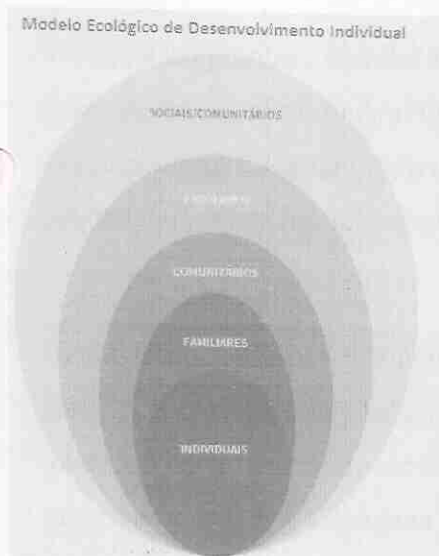 Modelo Ecológico de Desenvolvimento Individual
SOCIAIS/COMUNITÁRIOS
COMUNITÁRIOS
FAMILIARES
INDIVIDUAIS